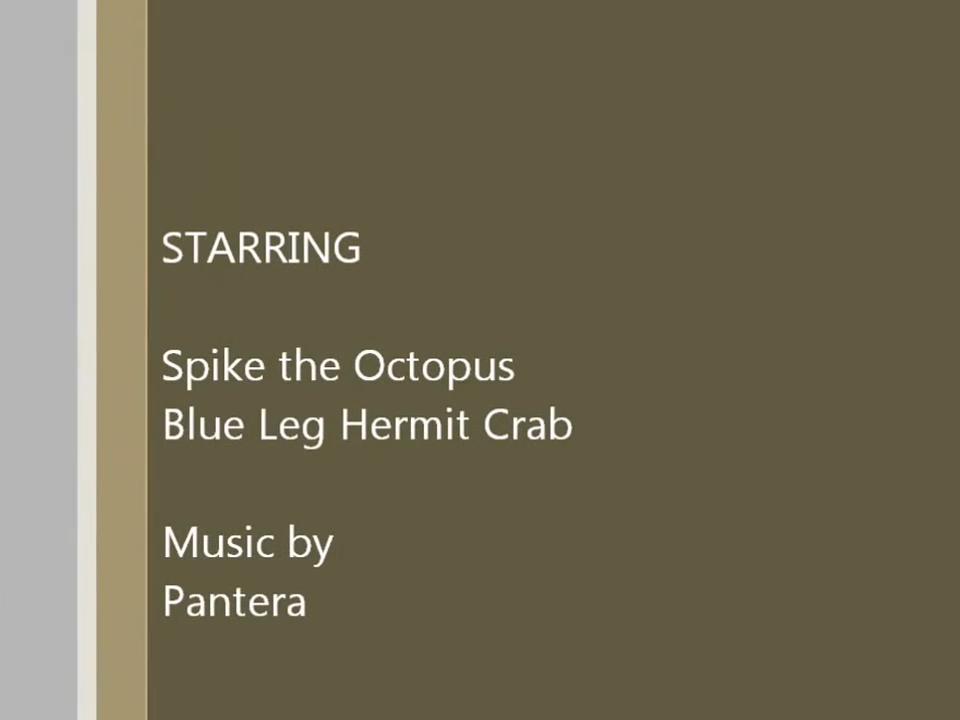 STARRING
Spike the Octopus
Blue Leg Hermit Crab
Music by
Pantera